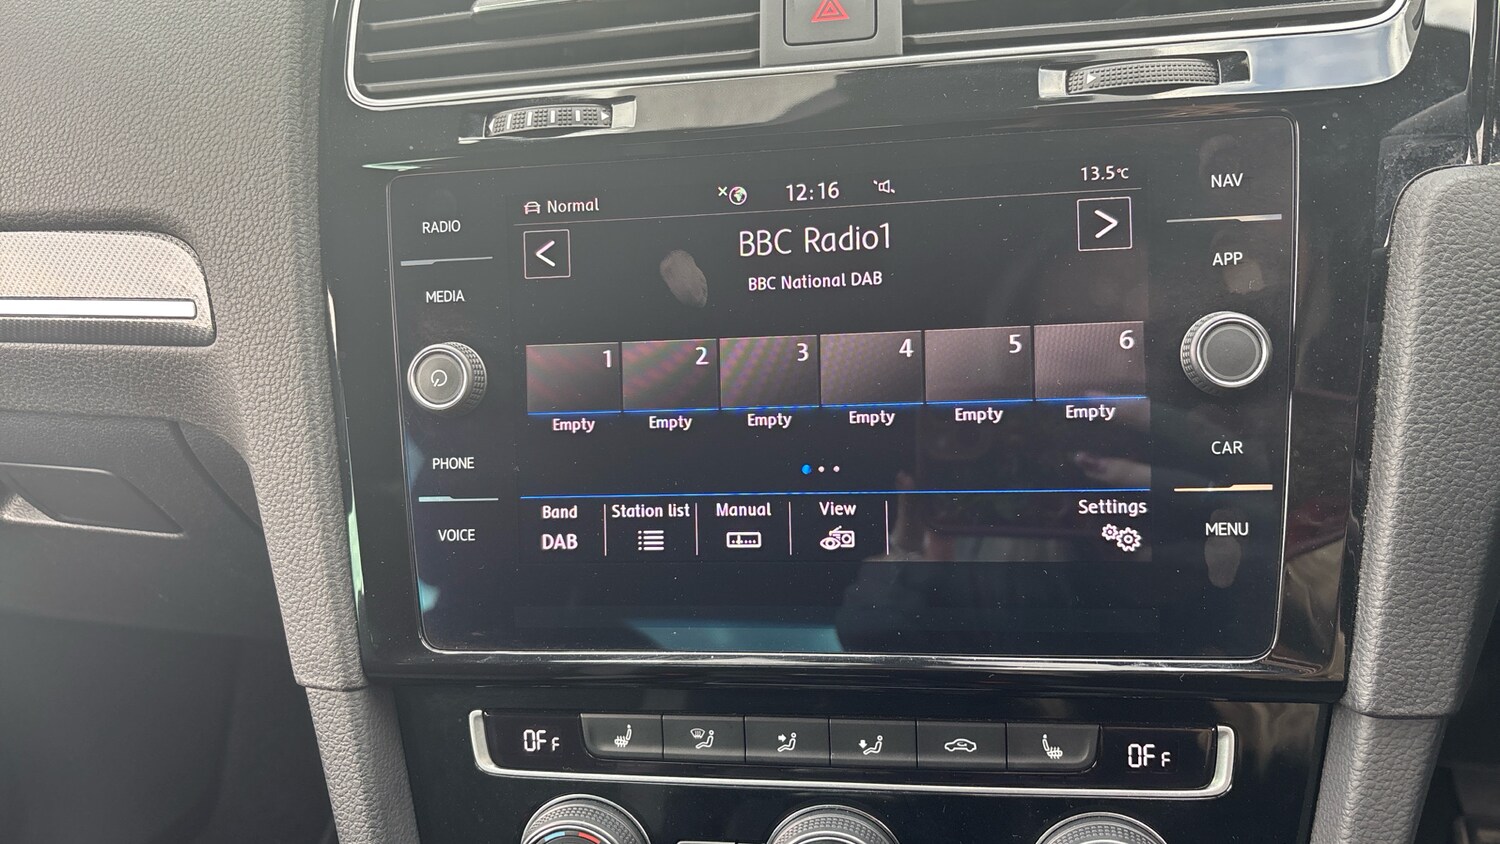 RADIO
MEDIA
PHONE
VOICE
Normal
12:16
13.5°C
<
BBC Radio1
>
BBC National DAB
1 2 3 4 5 6
Empty Empty Empty Empty Empty Empty
Band Station list Manual View Settings
DAB
NAV
APP
CAR
MENU
OFF
OFF